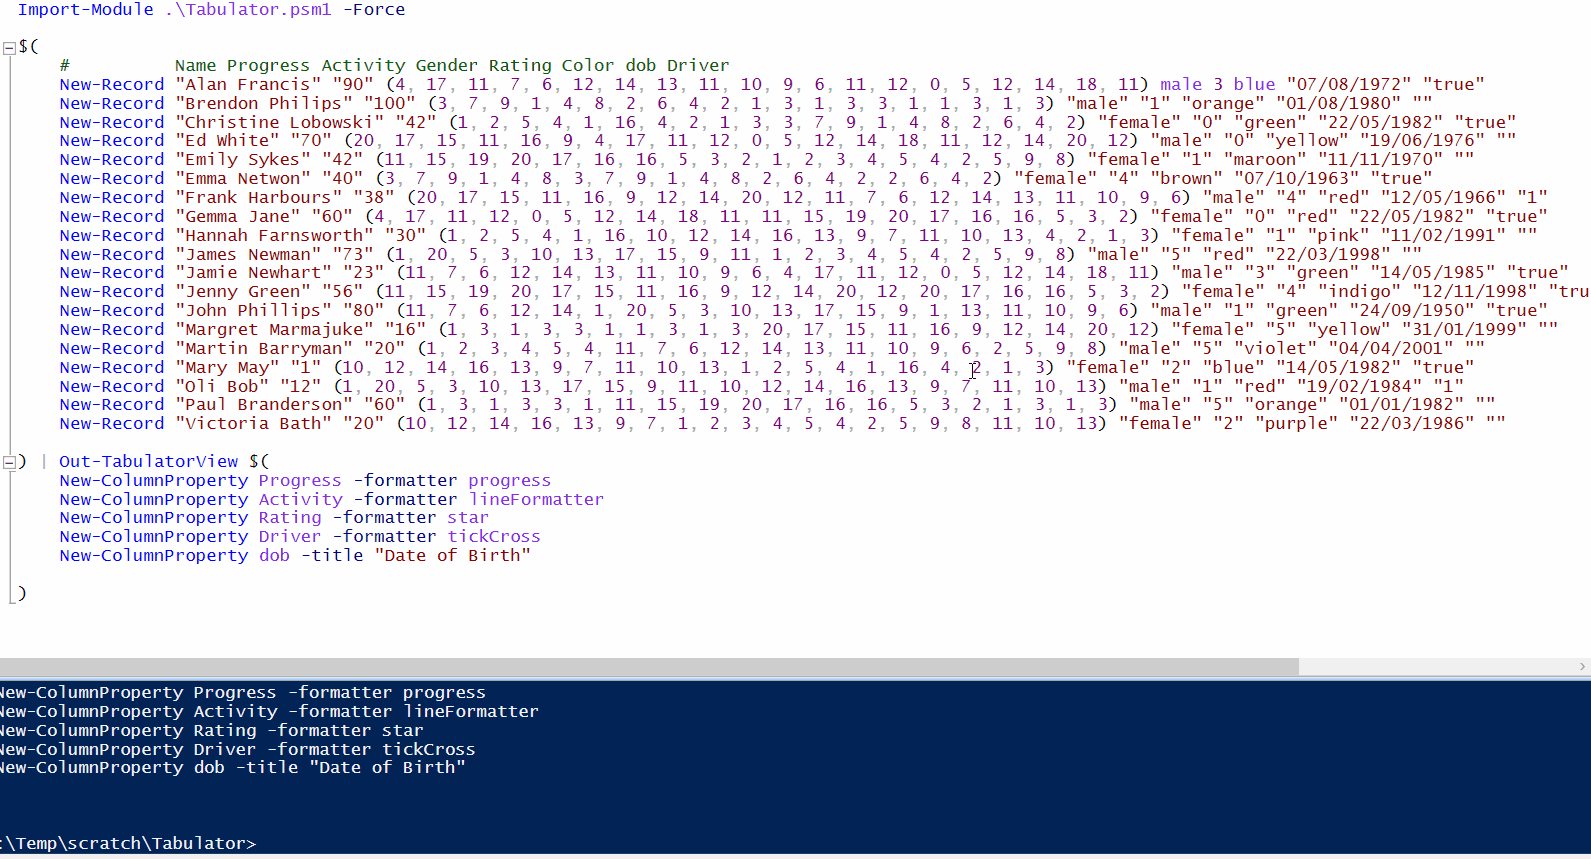 Import-Module .\Tabulator.psm1 -Force
$(
# Name Progress Activity Gender Rating Color dob Driver
New-Record "Alan Francis" "90" (4, 17, 11, 7, 6, 12, 14, 13, 11, 10, 9, 6, 11, 12, 0, 5, 12, 14, 18, 11) male 3 blue "07/08/1972" "true"
New-Record "Brendon Philips" "100" (3, 7, 9, 1, 4, 8, 2, 6, 4, 2, 1, 3, 1, 3, 3, 1, 1, 3, 1, 3) "male" "1" "orange" "01/08/1980" ""
New-Record "Christine Lobowski" "42" (1, 2, 5, 4, 1, 16, 4, 2, 1, 3, 3, 7, 9, 1, 4, 8, 2, 6, 4, 2) "female" "0" "green" "22/05/1982" "true"
New-Record "Ed White" "70" (20, 17, 15, 11, 16, 9, 4, 17, 11, 12, 0, 5, 12, 14, 18, 11, 12, 14, 20, 12) "male" "0" "yellow" "19/06/1976" ""
New-Record "Emily Sykes" "42" (11, 15, 19, 20, 17, 16, 16, 5, 3, 2, 1, 2, 3, 4, 5, 4, 2, 5, 9, 8) "female" "1" "maroon" "11/11/1970" ""
New-Record "Emma Netwon" "40" (3, 7, 9, 1, 4, 8, 3, 7, 9, 1, 4, 8, 2, 6, 4, 2, 2, 6, 4, 2) "female" "4" "brown" "07/10/1963" "true"
New-Record "Frank Harbours" "38" (20, 17, 15, 11, 16, 9, 12, 14, 20, 12, 11, 7, 6, 12, 14, 13, 11, 10, 9, 6) "male" "4" "red" "12/05/1966" "1"
New-Record "Gemma Jane" "60" (4, 17, 11, 12, 0, 5, 12, 14, 18, 11, 11, 15, 19, 20, 17, 16, 16, 5, 3, 2) "female" "0" "red" "22/05/1982" "true"
New-Record "Hannah Farnsworth" "30" (1, 2, 5, 4, 1, 16, 10, 12, 14, 16, 13, 9, 7, 11, 10, 13, 4, 2, 1, 3) "female" "1" "pink" "11/02/1991" ""
New-Record "James Newman" "73" (1, 20, 5, 3, 10, 13, 17, 15, 9, 11, 1, 2, 3, 4, 5, 4, 2, 5, 9, 8) "male" "5" "red" "22/03/1998" ""
New-Record "Jamie Newhart" "23" (11, 7, 6, 12, 14, 13, 11, 10, 9, 6, 4, 17, 11, 12, 0, 5, 12, 14, 18, 11) "male" "3" "green" "14/05/1985" "true"
New-Record "Jenny Green" "56" (11, 15, 19, 20, 17, 15, 11, 16, 9, 12, 14, 20, 12, 20, 17, 16, 16, 5, 3, 2) "female" "4" "indigo" "12/11/1998" "tru
New-Record "John Phillips" "80" (11, 7, 6, 12, 14, 1, 20, 5, 3, 10, 13, 17, 15, 9, 1, 13, 11, 10, 9, 6) "male" "1" "green" "24/09/1950" "true"
New-Record "Margret Marmajuke" "16" (1, 3, 1, 3, 3, 1, 1, 3, 1, 3, 20, 17, 15, 11, 16, 9, 12, 14, 20, 12) "female" "5" "yellow" "31/01/1999" ""
New-Record "Martin Barryman" "20" (1, 2, 3, 4, 5, 4, 11, 7, 6, 12, 14, 13, 11, 10, 9, 6, 2, 5, 9, 8) "male" "5" "violet" "04/04/2001" ""
New-Record "Mary May" "1" (10, 12, 14, 16, 13, 9, 7, 11, 10, 13, 1, 2, 5, 4, 1, 16, 4, 2, 1, 3) "female" "2" "blue" "14/05/1982" "true"
New-Record "Oli Bob" "12" (1, 20, 5, 3, 10, 13, 17, 15, 9, 11, 10, 12, 14, 16, 13, 9, 7, 11, 10, 13) "male" "1" "red" "19/02/1984" "1"
New-Record "Paul Branderson" "60" (1, 3, 1, 3, 3, 1, 11, 15, 19, 20, 17, 16, 16, 5, 3, 2, 1, 3, 1, 3) "male" "5" "orange" "01/01/1982" ""
New-Record "Victoria Bath" "20" (10, 12, 14, 16, 13, 9, 7, 1, 2, 3, 4, 5, 4, 2, 5, 9, 8, 11, 10, 13) "female" "2" "purple" "22/03/1986" ""
) | Out-TabulatorView $(
New-ColumnProperty Progress -formatter progress
New-ColumnProperty Activity -formatter lineFormatter
New-ColumnProperty Rating -formatter star
New-ColumnProperty Driver -formatter tickCross
New-ColumnProperty dob -title "Date of Birth"
)
New-ColumnProperty Progress -formatter progress
New-ColumnProperty Activity -formatter lineFormatter
New-ColumnProperty Rating -formatter star
New-ColumnProperty Driver -formatter tickCross
New-ColumnProperty dob -title "Date of Birth"
:\Temp\scratch\Tabulator>